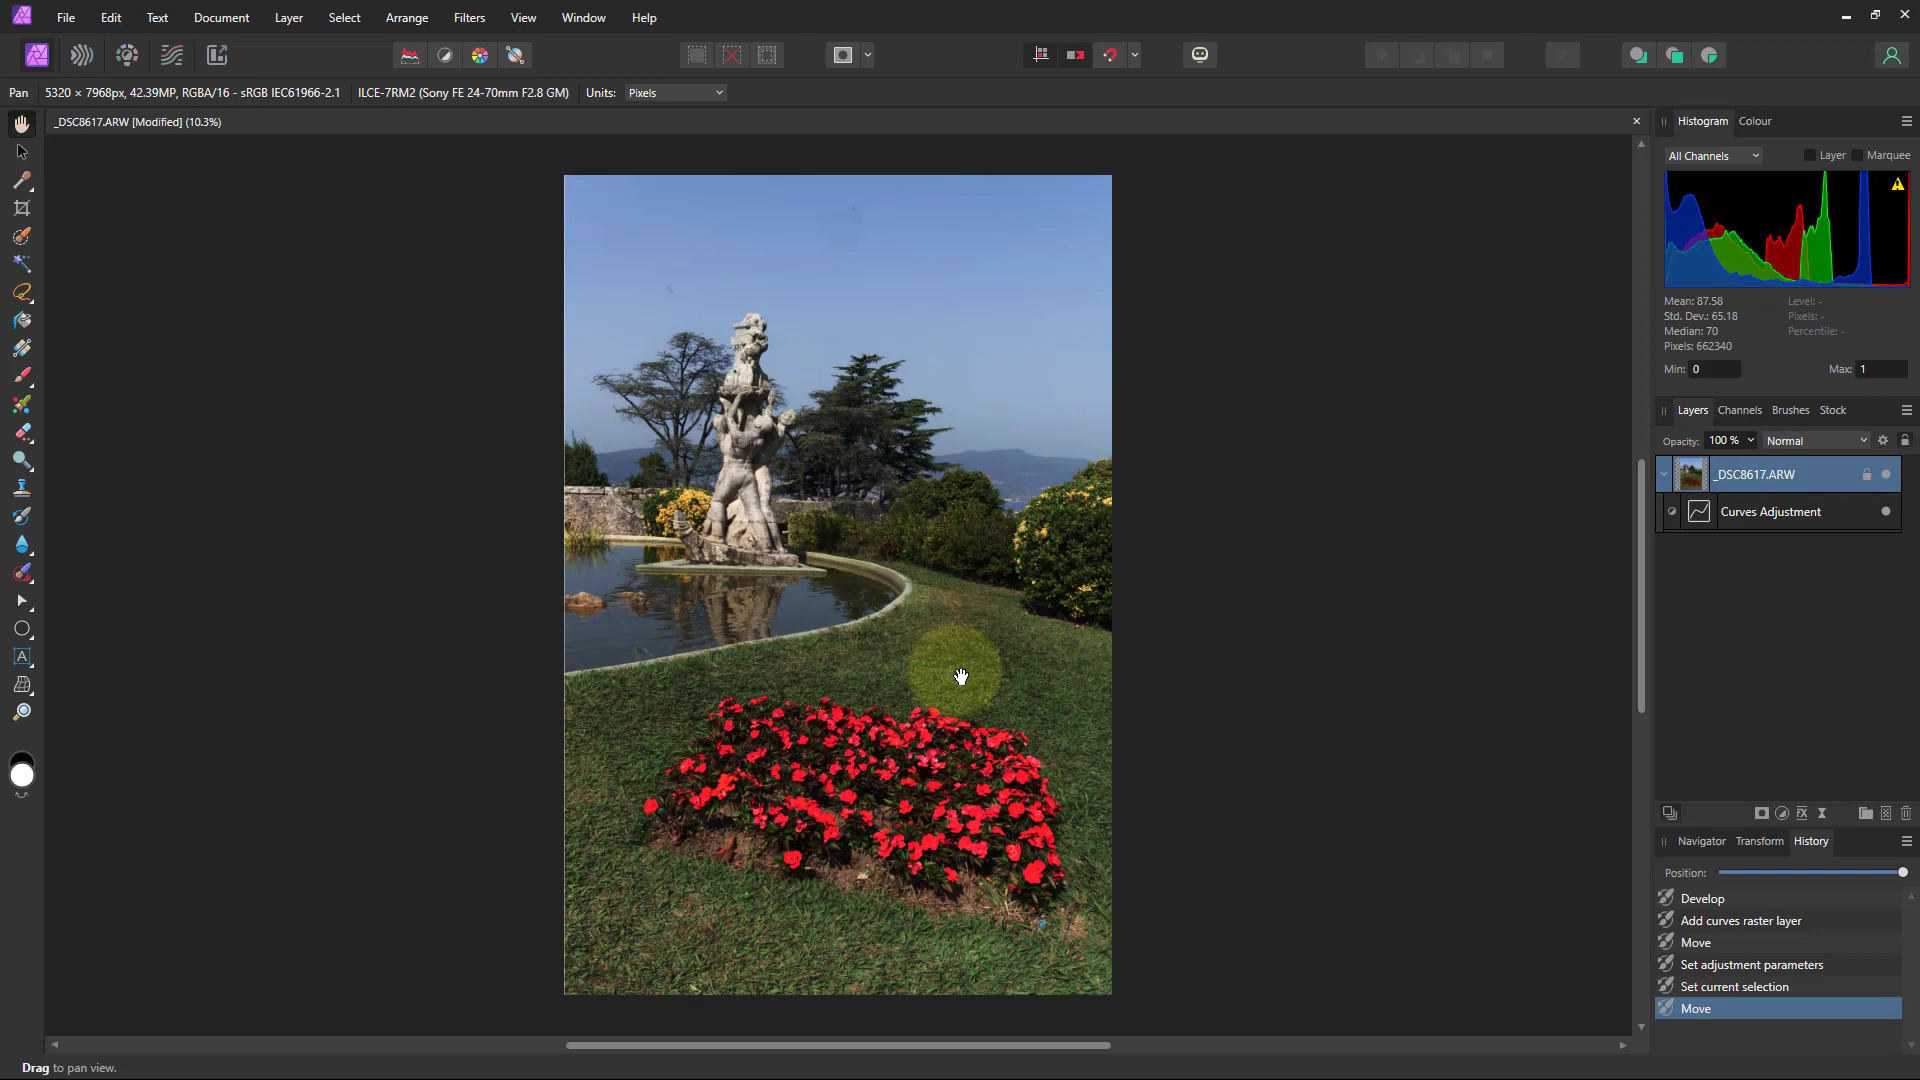 File Edit Text Document Layer Select Arrange Filters View Window Help
Pan 5320 × 7968px, 42.39MP, RGBA/16 - sRGB IEC61966-2.1 ILCE-7RM2 (Sony FE 24-70mm F2.8 GM) Units: Pixels
_DSC8617.ARW [Modified] (10.3%)
Histogram Colour
All Channels Layer Marquee
Mean: 87.58 Level: -
Std. Dev.: 65.18 Pixels: -
Median: 70 Percentile: -
Pixels: 662340
Min: 0 Max: 1
Layers Channels Brushes Stock
Opacity: 100 % Normal
_DSC8617.ARW
Curves Adjustment
A
Navigator Transform History
Position:
Develop
Add curves raster layer
Move
Set adjustment parameters
Set current selection
Move
Drag to pan view.